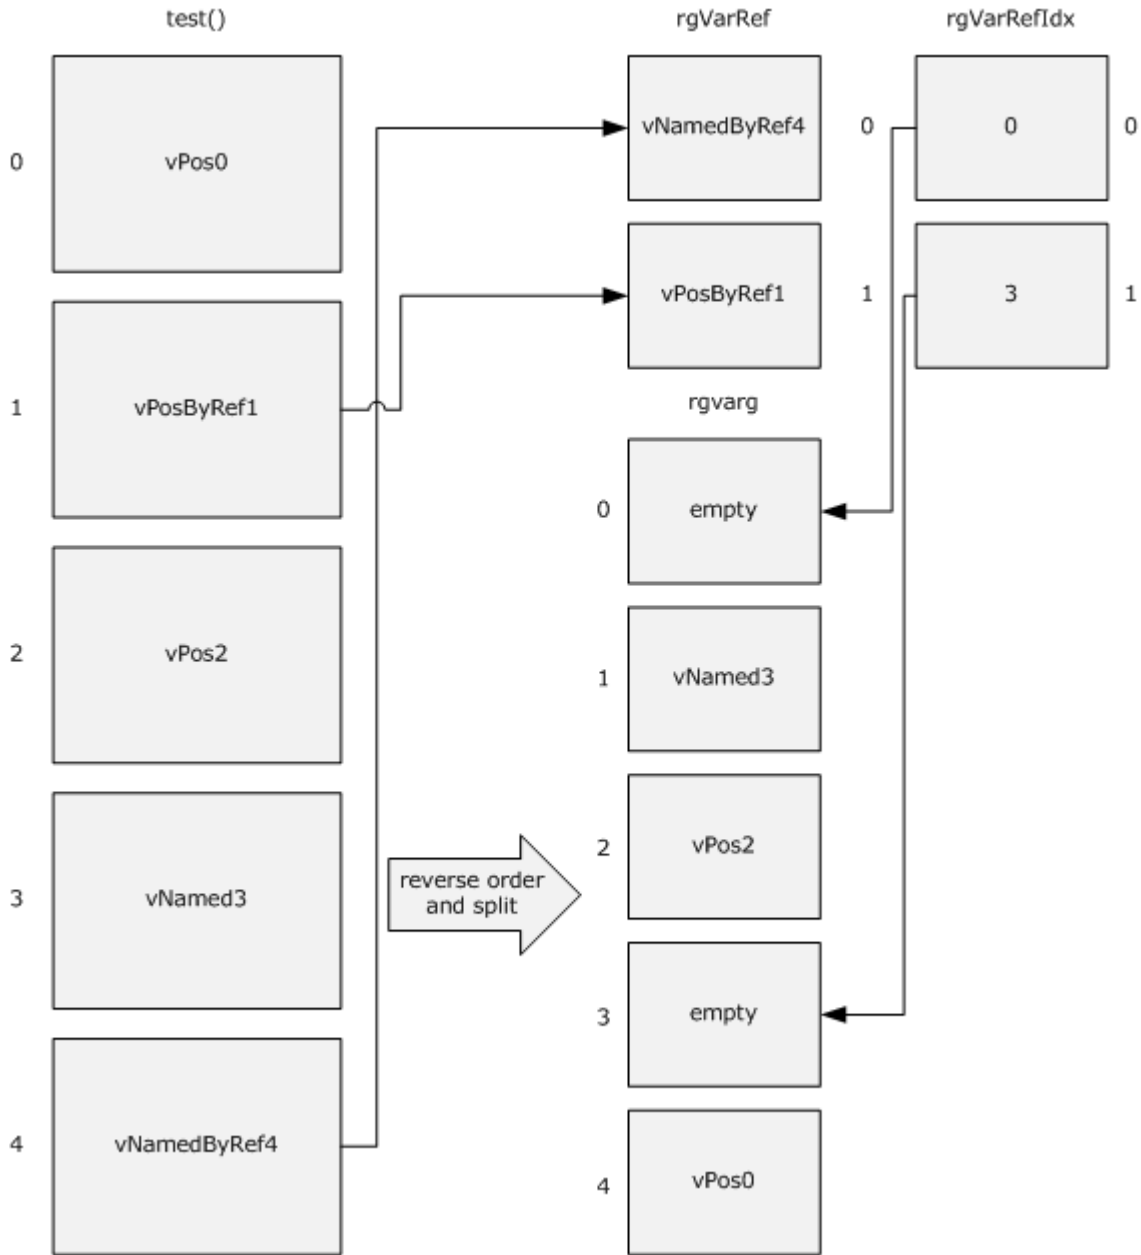 test()
rgVarRef
rgVarRefIdx
0
vPos0
1
vPosByRef1
2
vPos2
3
vNamed3
4
vNamedByRef4
reverse order
and split
vNamedByRef4
0
0
0
vPosByRef1
1
3
1
rgvarg
0
empty
1
vNamed3
2
vPos2
3
empty
4
vPos0